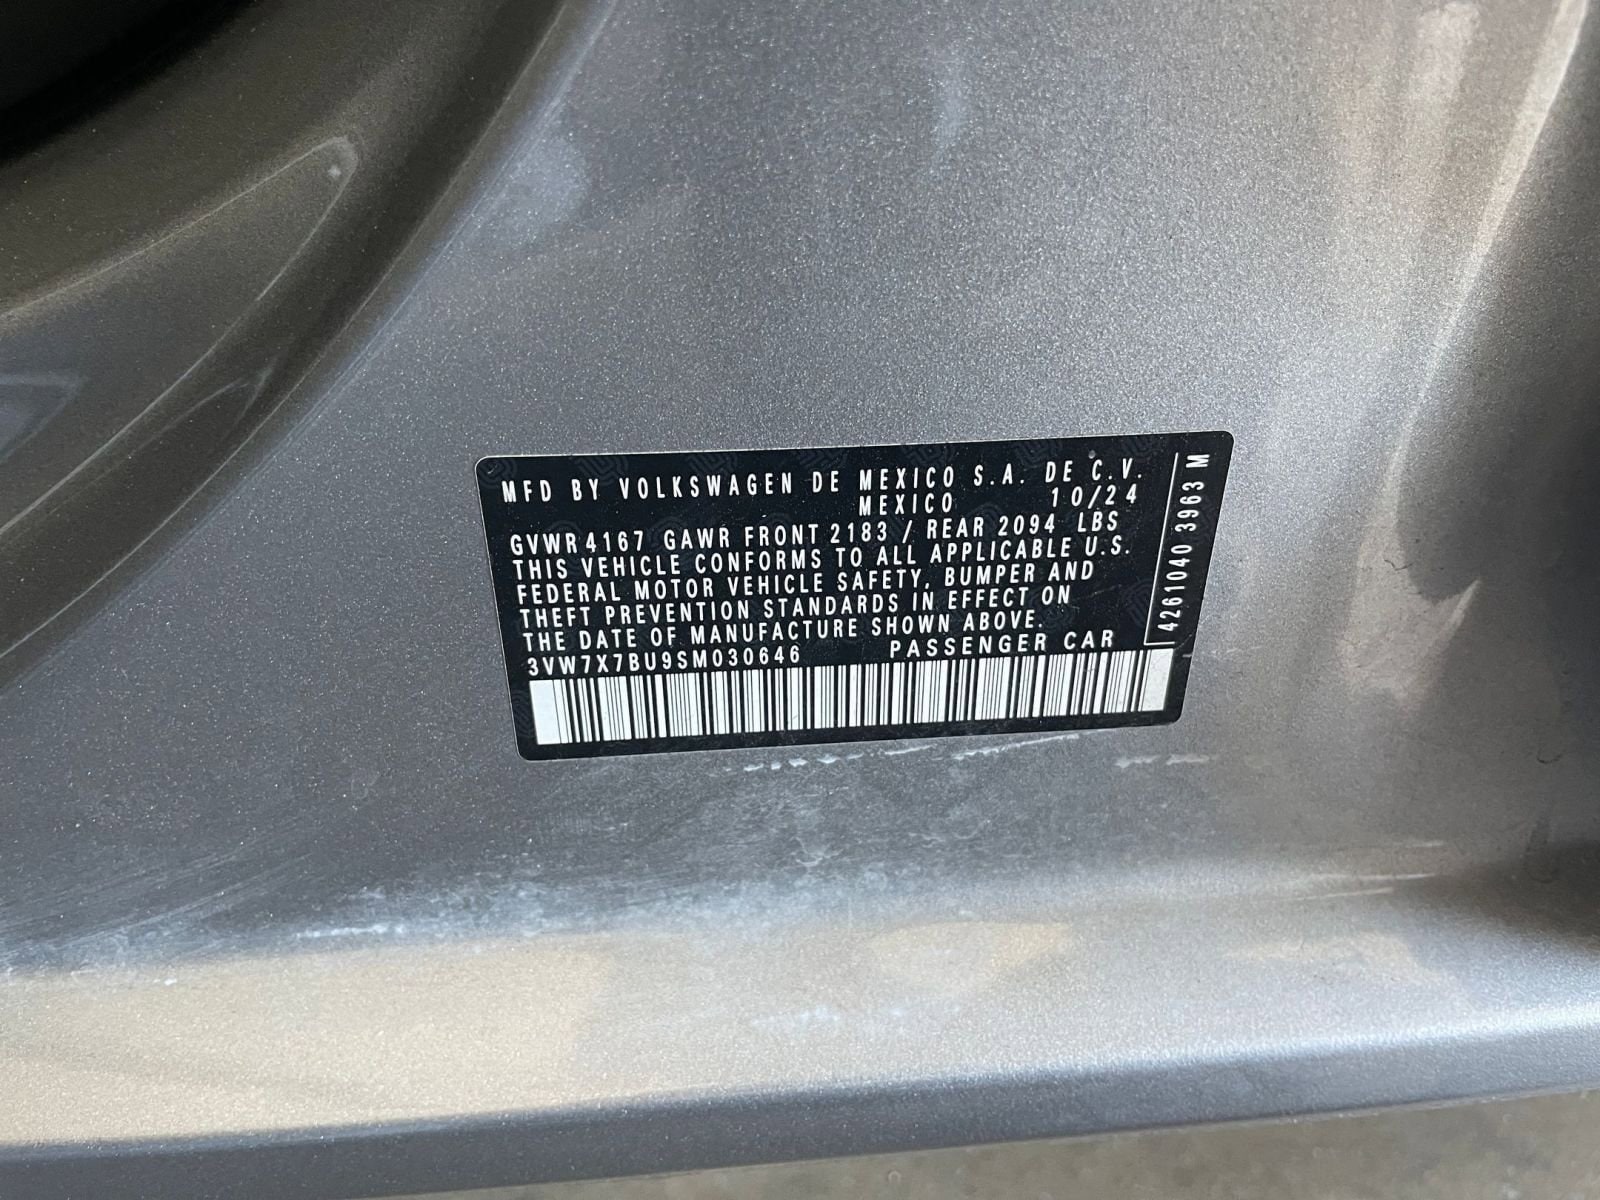 MFD BY VOLKSWAGEN DE MEXICO S.A. DE C.V.
MEXICO 10/24
GVWR 4167 GAWR FRONT 2183 / REAR 2094 LBS
THIS VEHICLE CONFORMS TO ALL APPLICABLE U.S.
FEDERAL MOTOR VEHICLE SAFETY, BUMPER AND
THEFT PREVENTION STANDARDS IN EFFECT ON
THE DATE OF MANUFACTURE SHOWN ABOVE.
3VW7X7BU9SM030646 PASSENGER CAR
4261040 3963 M